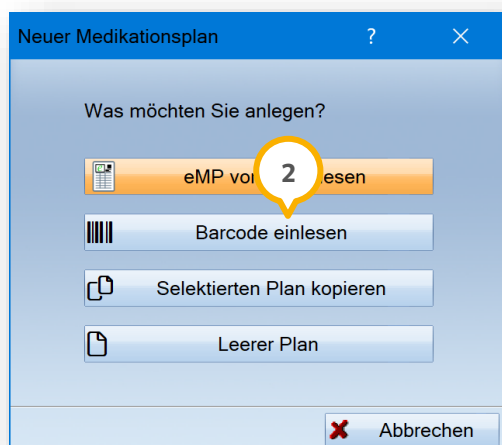 Neuer Medikationsplan ?
Was möchten Sie anlegen?
eMP 2
Barcode einlesen
Selektierten Plan kopieren
Leerer Plan
Abbrechen